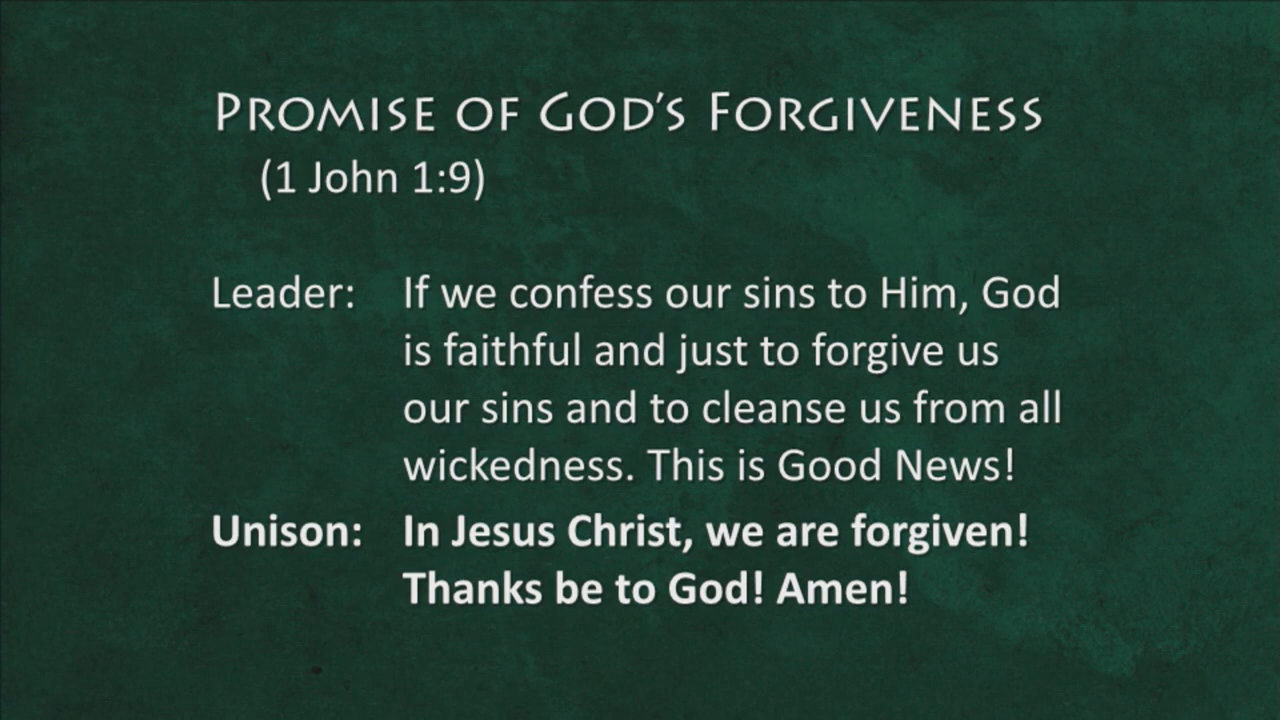 Promise of God's Forgiveness
(1 John 1:9)
Leader: If we confess our sins to Him, God
is faithful and just to forgive us
our sins and to cleanse us from all
wickedness. This is Good News!
Unison: In Jesus Christ, we are forgiven!
Thanks be to God! Amen!